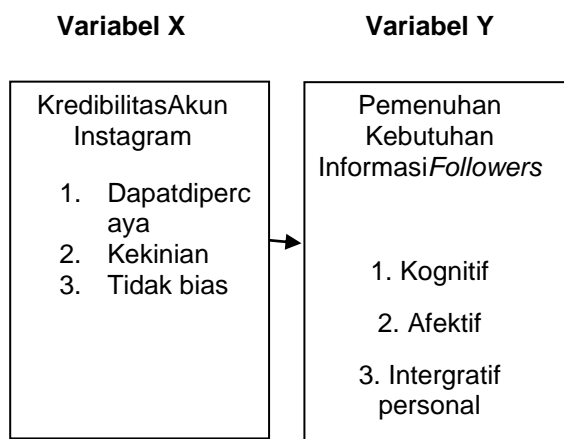 Variabel X
Variabel Y
KredibilitasAkun
Instagram
1. Dapatdiperc
aya
2. Kekinian
3. Tidak bias
Pemenuhan
Kebutuhan
InformasiFollowers
1. Kognitif
2. Afektif
3. Intergratif
personal